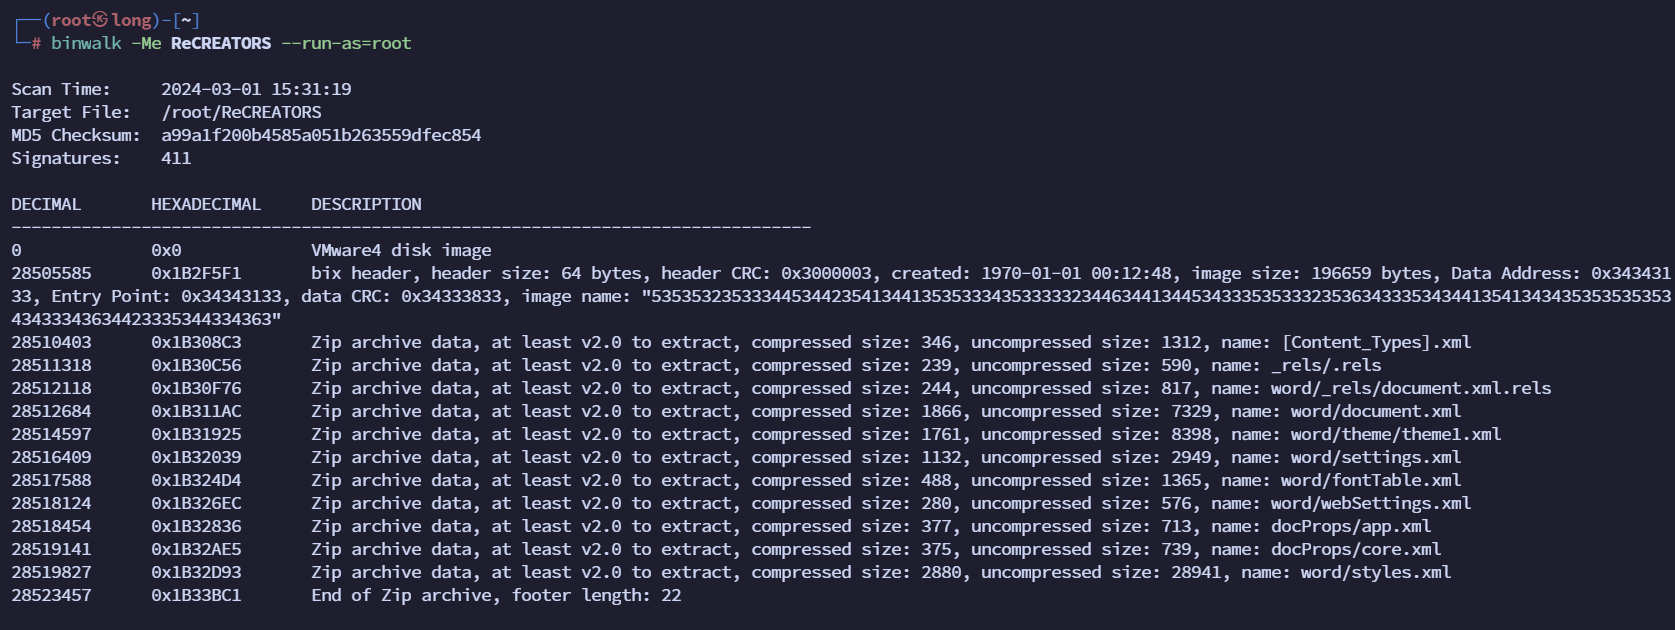 ┌──(root㉿long)-[~]
└─# binwalk -Me ReCREATORS --run-as=root
Scan Time:     2024-03-01 15:31:19
Target File:   /root/ReCREATORS
MD5 Checksum:  a99a1f200b4585a051b263559dfec854
Signatures:    411
DECIMAL       HEXADECIMAL     DESCRIPTION
--------------------------------------------------------------------------------
0             0x0             VMware4 disk image
28505585      0x1B2F5F1       bix header, header size: 64 bytes, header CRC: 0x3000003, created: 1970-01-01 00:12:48, image size: 196659 bytes, Data Address: 0x343431
33, Entry Point: 0x34343133, data CRC: 0x34333833, image name: "5353532353334453442354134413535333435333332344634413445343335353332353634333534344135413434353535353
43433343634423335344334363"
28510403      0x1B308C3       Zip archive data, at least v2.0 to extract, compressed size: 346, uncompressed size: 1312, name: [Content_Types].xml
28511318      0x1B30C56       Zip archive data, at least v2.0 to extract, compressed size: 239, uncompressed size: 590, name: _rels/.rels
28512118      0x1B30F76       Zip archive data, at least v2.0 to extract, compressed size: 244, uncompressed size: 817, name: word/_rels/document.xml.rels
28512684      0x1B311AC       Zip archive data, at least v2.0 to extract, compressed size: 1866, uncompressed size: 7329, name: word/document.xml
28514597      0x1B31925       Zip archive data, at least v2.0 to extract, compressed size: 1761, uncompressed size: 8398, name: word/theme/theme1.xml
28516409      0x1B32039       Zip archive data, at least v2.0 to extract, compressed size: 1132, uncompressed size: 2949, name: word/settings.xml
28517588      0x1B324D4       Zip archive data, at least v2.0 to extract, compressed size: 488, uncompressed size: 1365, name: word/fontTable.xml
28518124      0x1B326EC       Zip archive data, at least v2.0 to extract, compressed size: 280, uncompressed size: 576, name: word/webSettings.xml
28518454      0x1B32836       Zip archive data, at least v2.0 to extract, compressed size: 377, uncompressed size: 713, name: docProps/app.xml
28519141      0x1B32AE5       Zip archive data, at least v2.0 to extract, compressed size: 375, uncompressed size: 739, name: docProps/core.xml
28519827      0x1B32D93       Zip archive data, at least v2.0 to extract, compressed size: 2880, uncompressed size: 28941, name: word/styles.xml
28523457      0x1B33BC1       End of Zip archive, footer length: 22